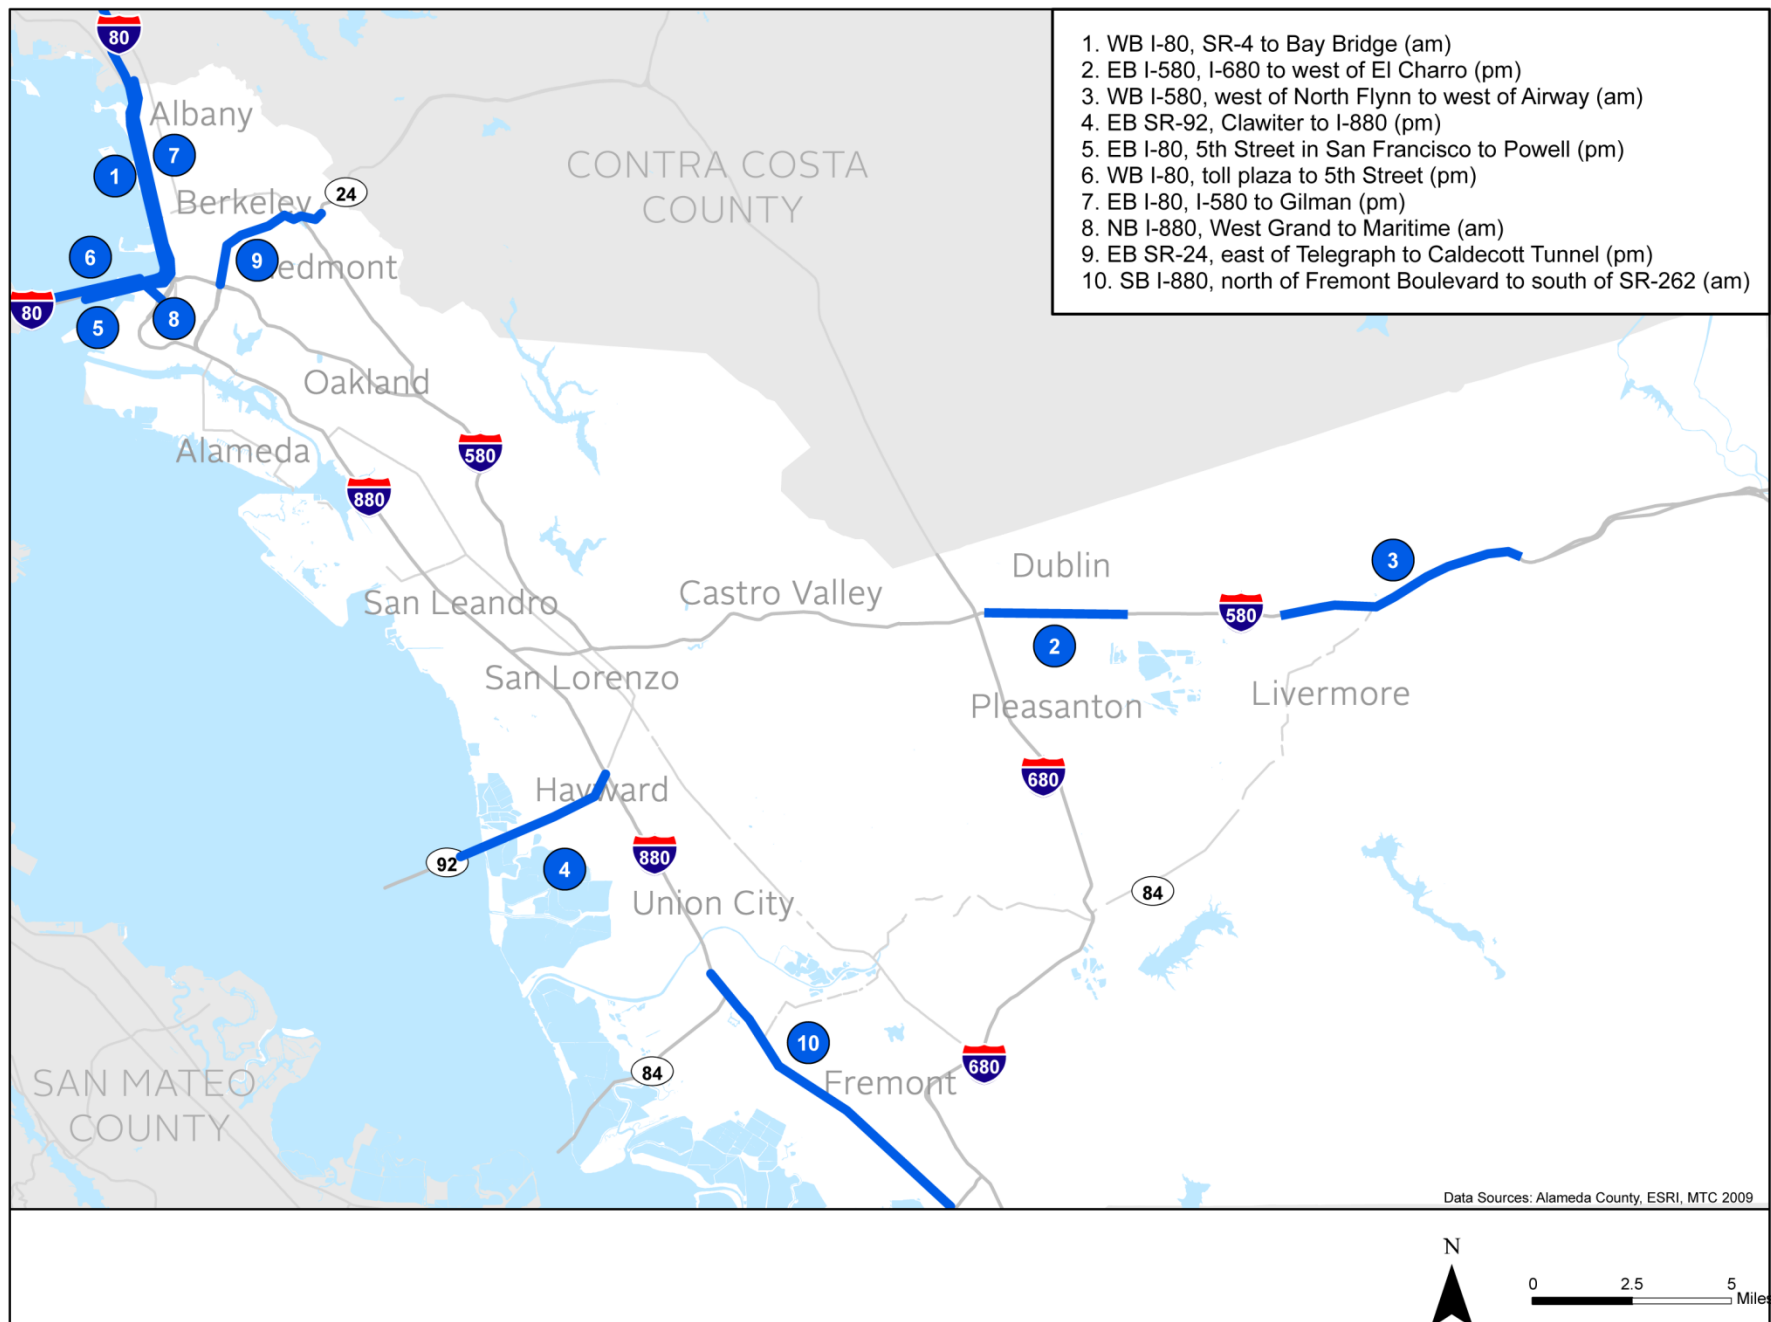 80
1. WB I-80, SR-4 to Bay Bridge (am)
2. EB I-580, I-680 to west of El Charro (pm)
3. WB I-580, west of North Flynn to west of Airway (am)
4. EB SR-92, Clawiter to I-880 (pm)
5. EB I-80, 5th Street in San Francisco to Powell (pm)
6. WB I-80, toll plaza to 5th Street (pm)
7. EB I-80, I-580 to Gilman (pm)
8. NB I-880, West Grand to Maritime (am)
9. EB SR-24, east of Telegraph to Caldecott Tunnel (pm)
10. SB I-880, north of Fremont Boulevard to south of SR-262 (am)
Albany
7
1
CONTRA COSTA
COUNTY
24
Berkeley
6
9
edmont
80
5
8
Oakland
Alameda
580
880
Dublin
3
Castro Valley
San Leandro
580
2
San Lorenzo
Livermore
Pleasanton
680
Hayward
92
4
880
84
Union City
10
680
84
Fremont
SAN MATEO
COUNTY
Data Sources: Alameda County, ESRI, MTC 2009
N
0 2.5 5
Miles